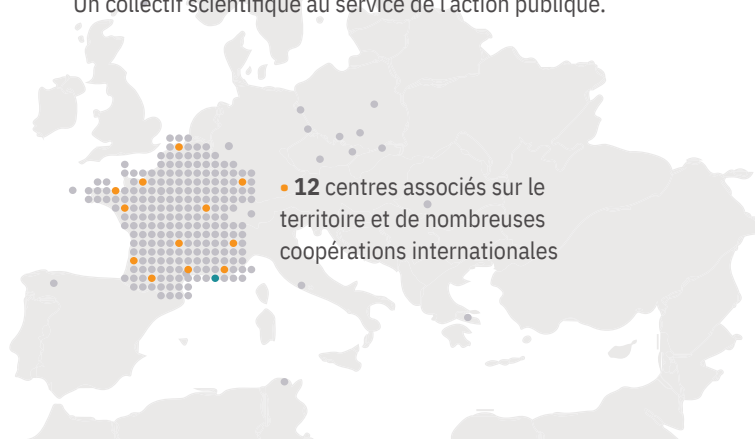 Un collectif scientifique au service de l'action publique.
• 12 centres associés sur le
territoire et de nombreuses
coopérations internationales